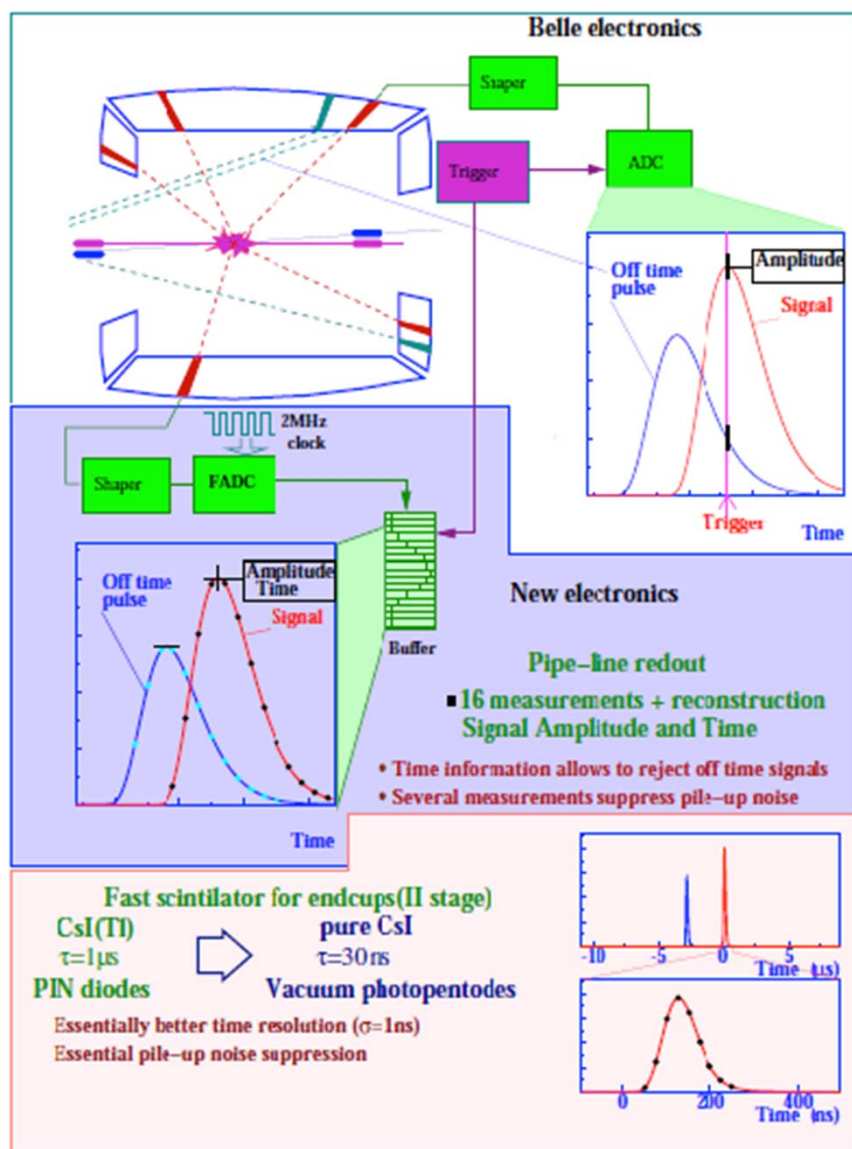 Belle electronics
Shaper
Trigger
ADC
Off time
pulse
Amplitude
Signal
Trigger
Time
2MHz
clock
Shaper
FADC
Off time
pulse
Amplitude
Time
Signal
Buffer
Time
New electronics
Pipe-line redout
16 measurements + reconstruction
Signal Amplitude and Time
• Time information allows to reject off time signals
• Several measurements suppress pile-up noise
Fast scintilator for endcups(II stage)
CsI(Tl)
τ=1μs
PIN diodes
pure CsI
τ=30ns
Vacuum photopentodes
Essentially better time resolution (σ=1ns)
Essential pile-up noise suppression
-10 -5 0 5
Time (μs)
0 200 400
Time (ns)